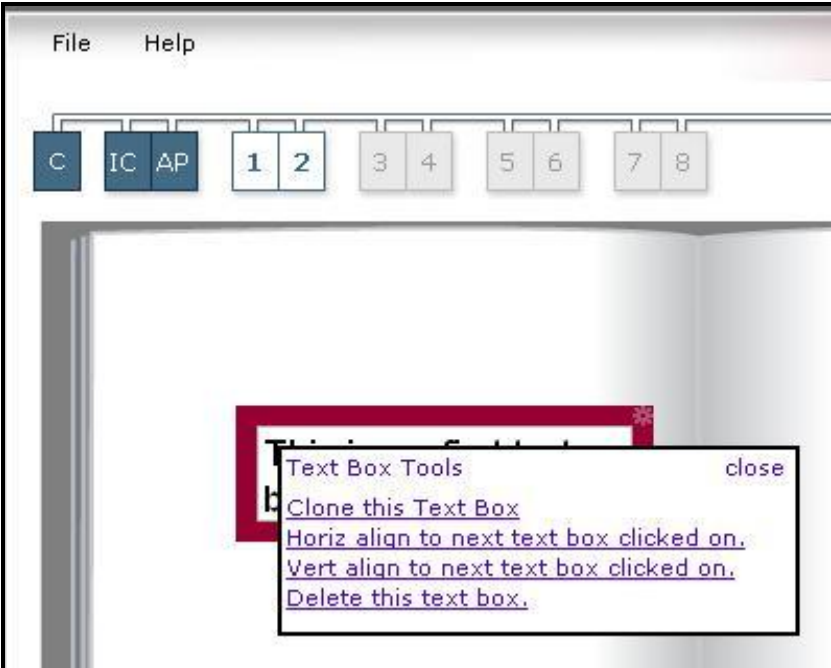 File Help
C IC AP 1 2 3 4 5 6 7 8
Text Box Tools close
Clone this Text Box
Horiz align to next text box clicked on.
Vert align to next text box clicked on.
Delete this text box.